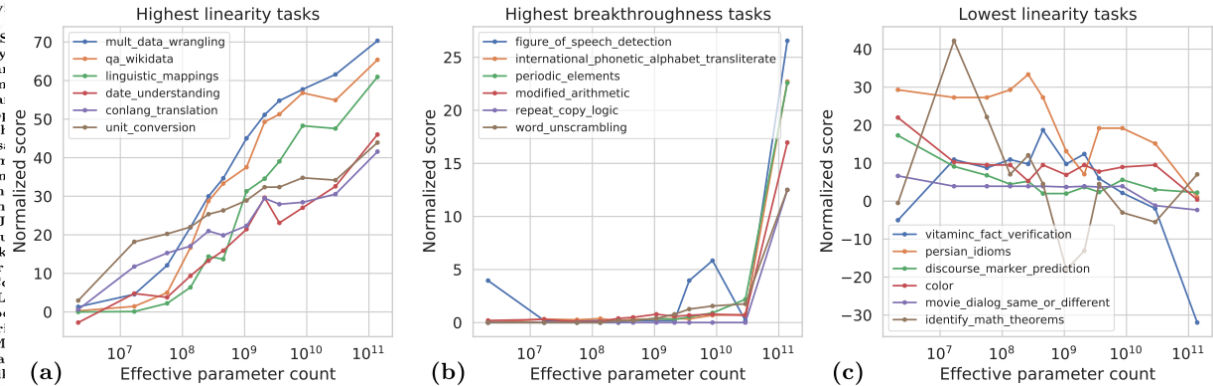 Highest linearity tasks
70
60
50
40
30
20
10
0
Normalized score
mult_data_wrangling
qa_wikidata
linguistic_mappings
date_understanding
conlang_translation
unit_conversion
10⁷ 10⁸ 10⁹ 10¹⁰ 10¹¹
(a) Effective parameter count
Highest breakthroughness tasks
25
20
15
10
5
0
Normalized score
figure_of_speech_detection
international_phonetic_alphabet_transliterate
periodic_elements
modified_arithmetic
repeat_copy_logic
word_unscrambling
10⁷ 10⁸ 10⁹ 10¹⁰ 10¹¹
(b) Effective parameter count
Lowest linearity tasks
40
30
20
10
0
−10
−20
−30
Normalized score
vitaminc_fact_verification
persian_idioms
discourse_marker_prediction
color
movie_dialog_same_or_different
identify_math_theorems
10⁷ 10⁸ 10⁹ 10¹⁰ 10¹¹
(c) Effective parameter count